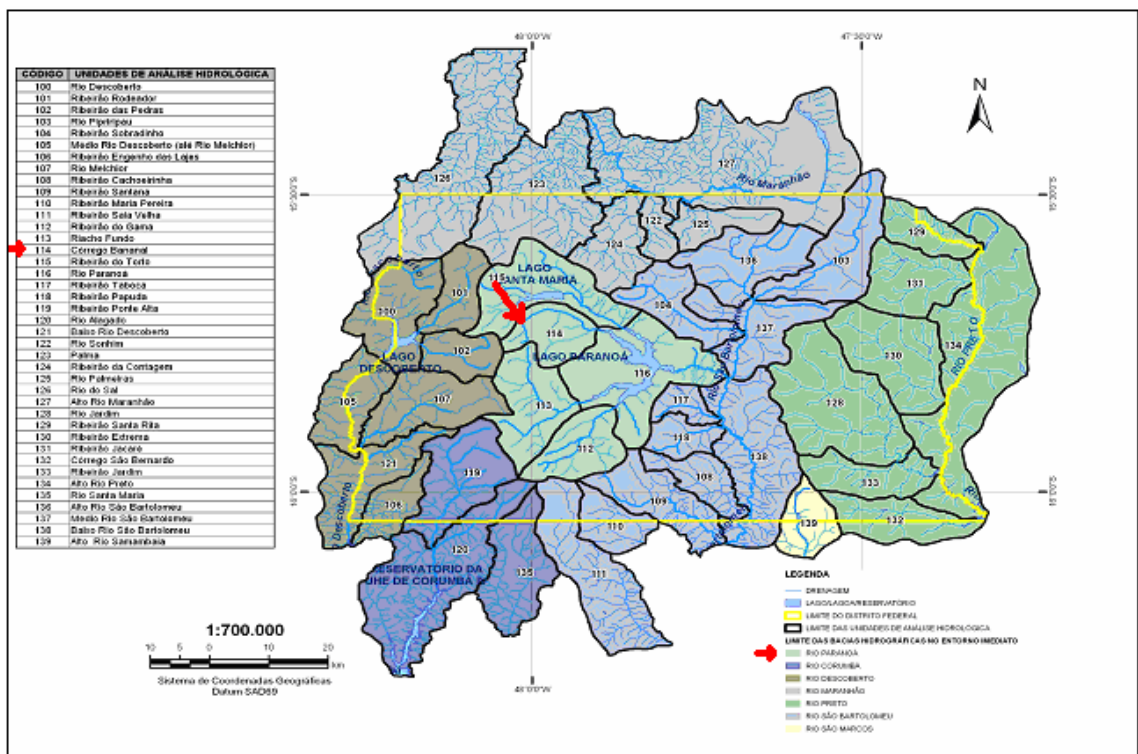 48°0'0"W
47°30'0"W
CÓDIGO UNIDADES DE ANÁLISE HIDROLÓGICA
100 Rio Descoberto
101 Ribeirão Rodeador
102 Ribeirão das Pedras
103 Rio Pipiripau
104 Ribeirão Sobradinho
105 Médio Rio Descoberto (até Rio Melchior)
106 Ribeirão Engenho das Lajes
107 Rio Melchior
108 Ribeirão Cachoeirinha
109 Ribeirão Santana
110 Ribeirão Maria Pereira
111 Ribeirão Saia Velha
112 Ribeirão do Gama
113 Riacho Fundo
114 Córrego Bananal
115 Ribeirão do Torto
116 Rio Paranoá
117 Ribeirão Taboca
118 Ribeirão Papuda
119 Ribeirão Ponte Alta
120 Rio Alagado
121 Baixo Rio Descoberto
122 Rio Sonhim
123 Palma
124 Ribeirão da Contagem
125 Rio Palmeiras
126 Rio do Sal
127 Alto Rio Maranhão
128 Rio Jardim
129 Ribeirão Santa Rita
130 Ribeirão Extrema
131 Ribeirão Jacaré
132 Córrego São Bernardo
133 Ribeirão Jardim
134 Alto Rio Preto
135 Rio Santa Maria
136 Alto Rio São Bartolomeu
137 Médio Rio São Bartolomeu
138 Baixo Rio São Bartolomeu
139 Alto Rio Samambaia
N
127
126
123
Rio Maranhão
15°30'0"S
15°30'0"S
122
125
129
124
136
103
LAGO
SANTA MARIA
115
131
101
100
104
137
114
134
RIO PRETO
102
LAGO PARANOÁ
130
LAGO
DESCOBERTO
116
105
107
113
117
128
112
118
121
119
108
138
133
106
109
16°0'0"S
16°0'0"S
110
139
132
120
135
111
RESERVATÓRIO DA
UHE DE CORUMBÁ
1:700.000
10 5 0 10 20
km
Sistema de Coordenadas Geográficas
Datum SAD69
48°0'0"W
LEGENDA
DRENAGEM
LAGO/LAGOA/RESERVATÓRIO
LIMITE DO DISTRITO FEDERAL
LIMITE DAS UNIDADES DE ANÁLISE HIDROLÓGICA
LIMITE DAS BACIAS HIDROGRÁFICAS NO ENTORNO IMEDIATO
RIO PARANOÁ
RIO CORUMBÁ
RIO DESCOBERTO
RIO MARANHÃO
RIO PRETO
RIO SÃO BARTOLOMEU
RIO SÃO MARCOS